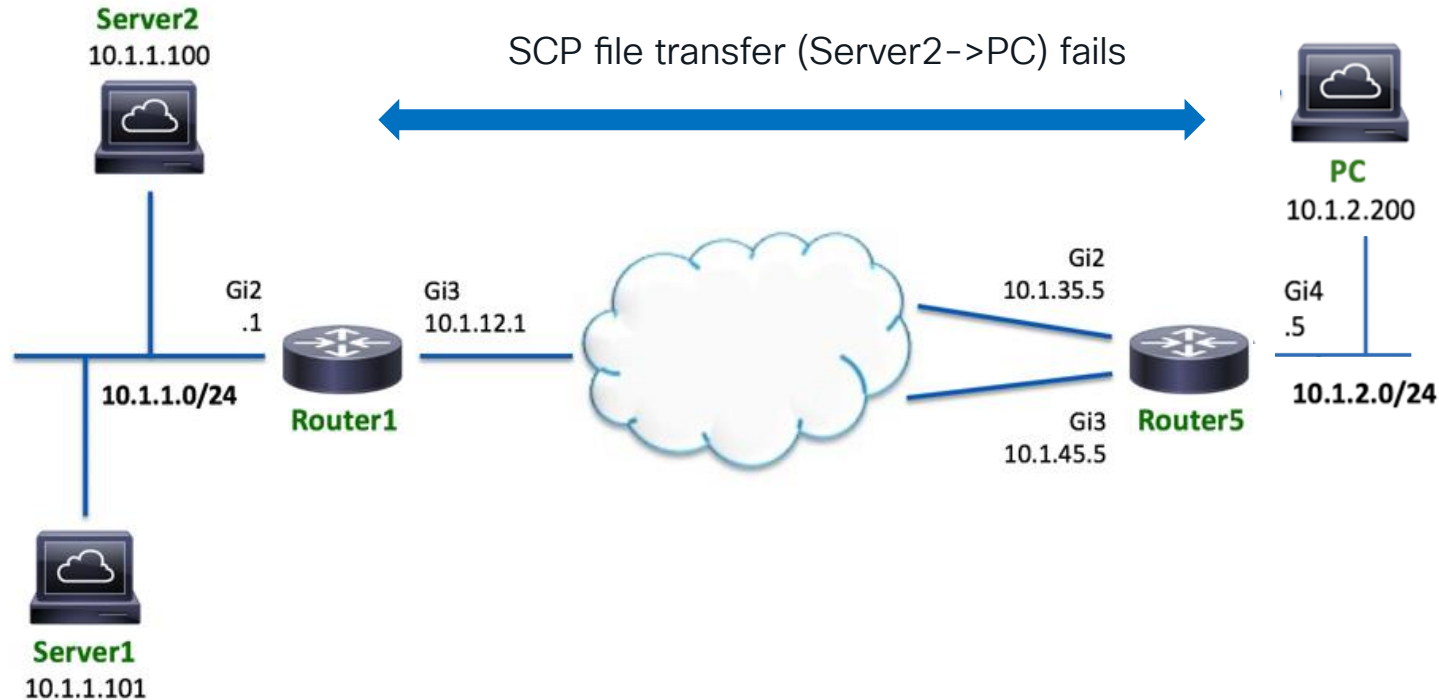 Server2
10.1.1.100
SCP file transfer (Server2->PC) fails
PC
10.1.2.200
Gi2
.1
Gi3
10.1.12.1
Gi2
10.1.35.5
Gi4
.5
10.1.1.0/24
Router1
Gi3
10.1.45.5
Router5
10.1.2.0/24
Server1
10.1.1.101